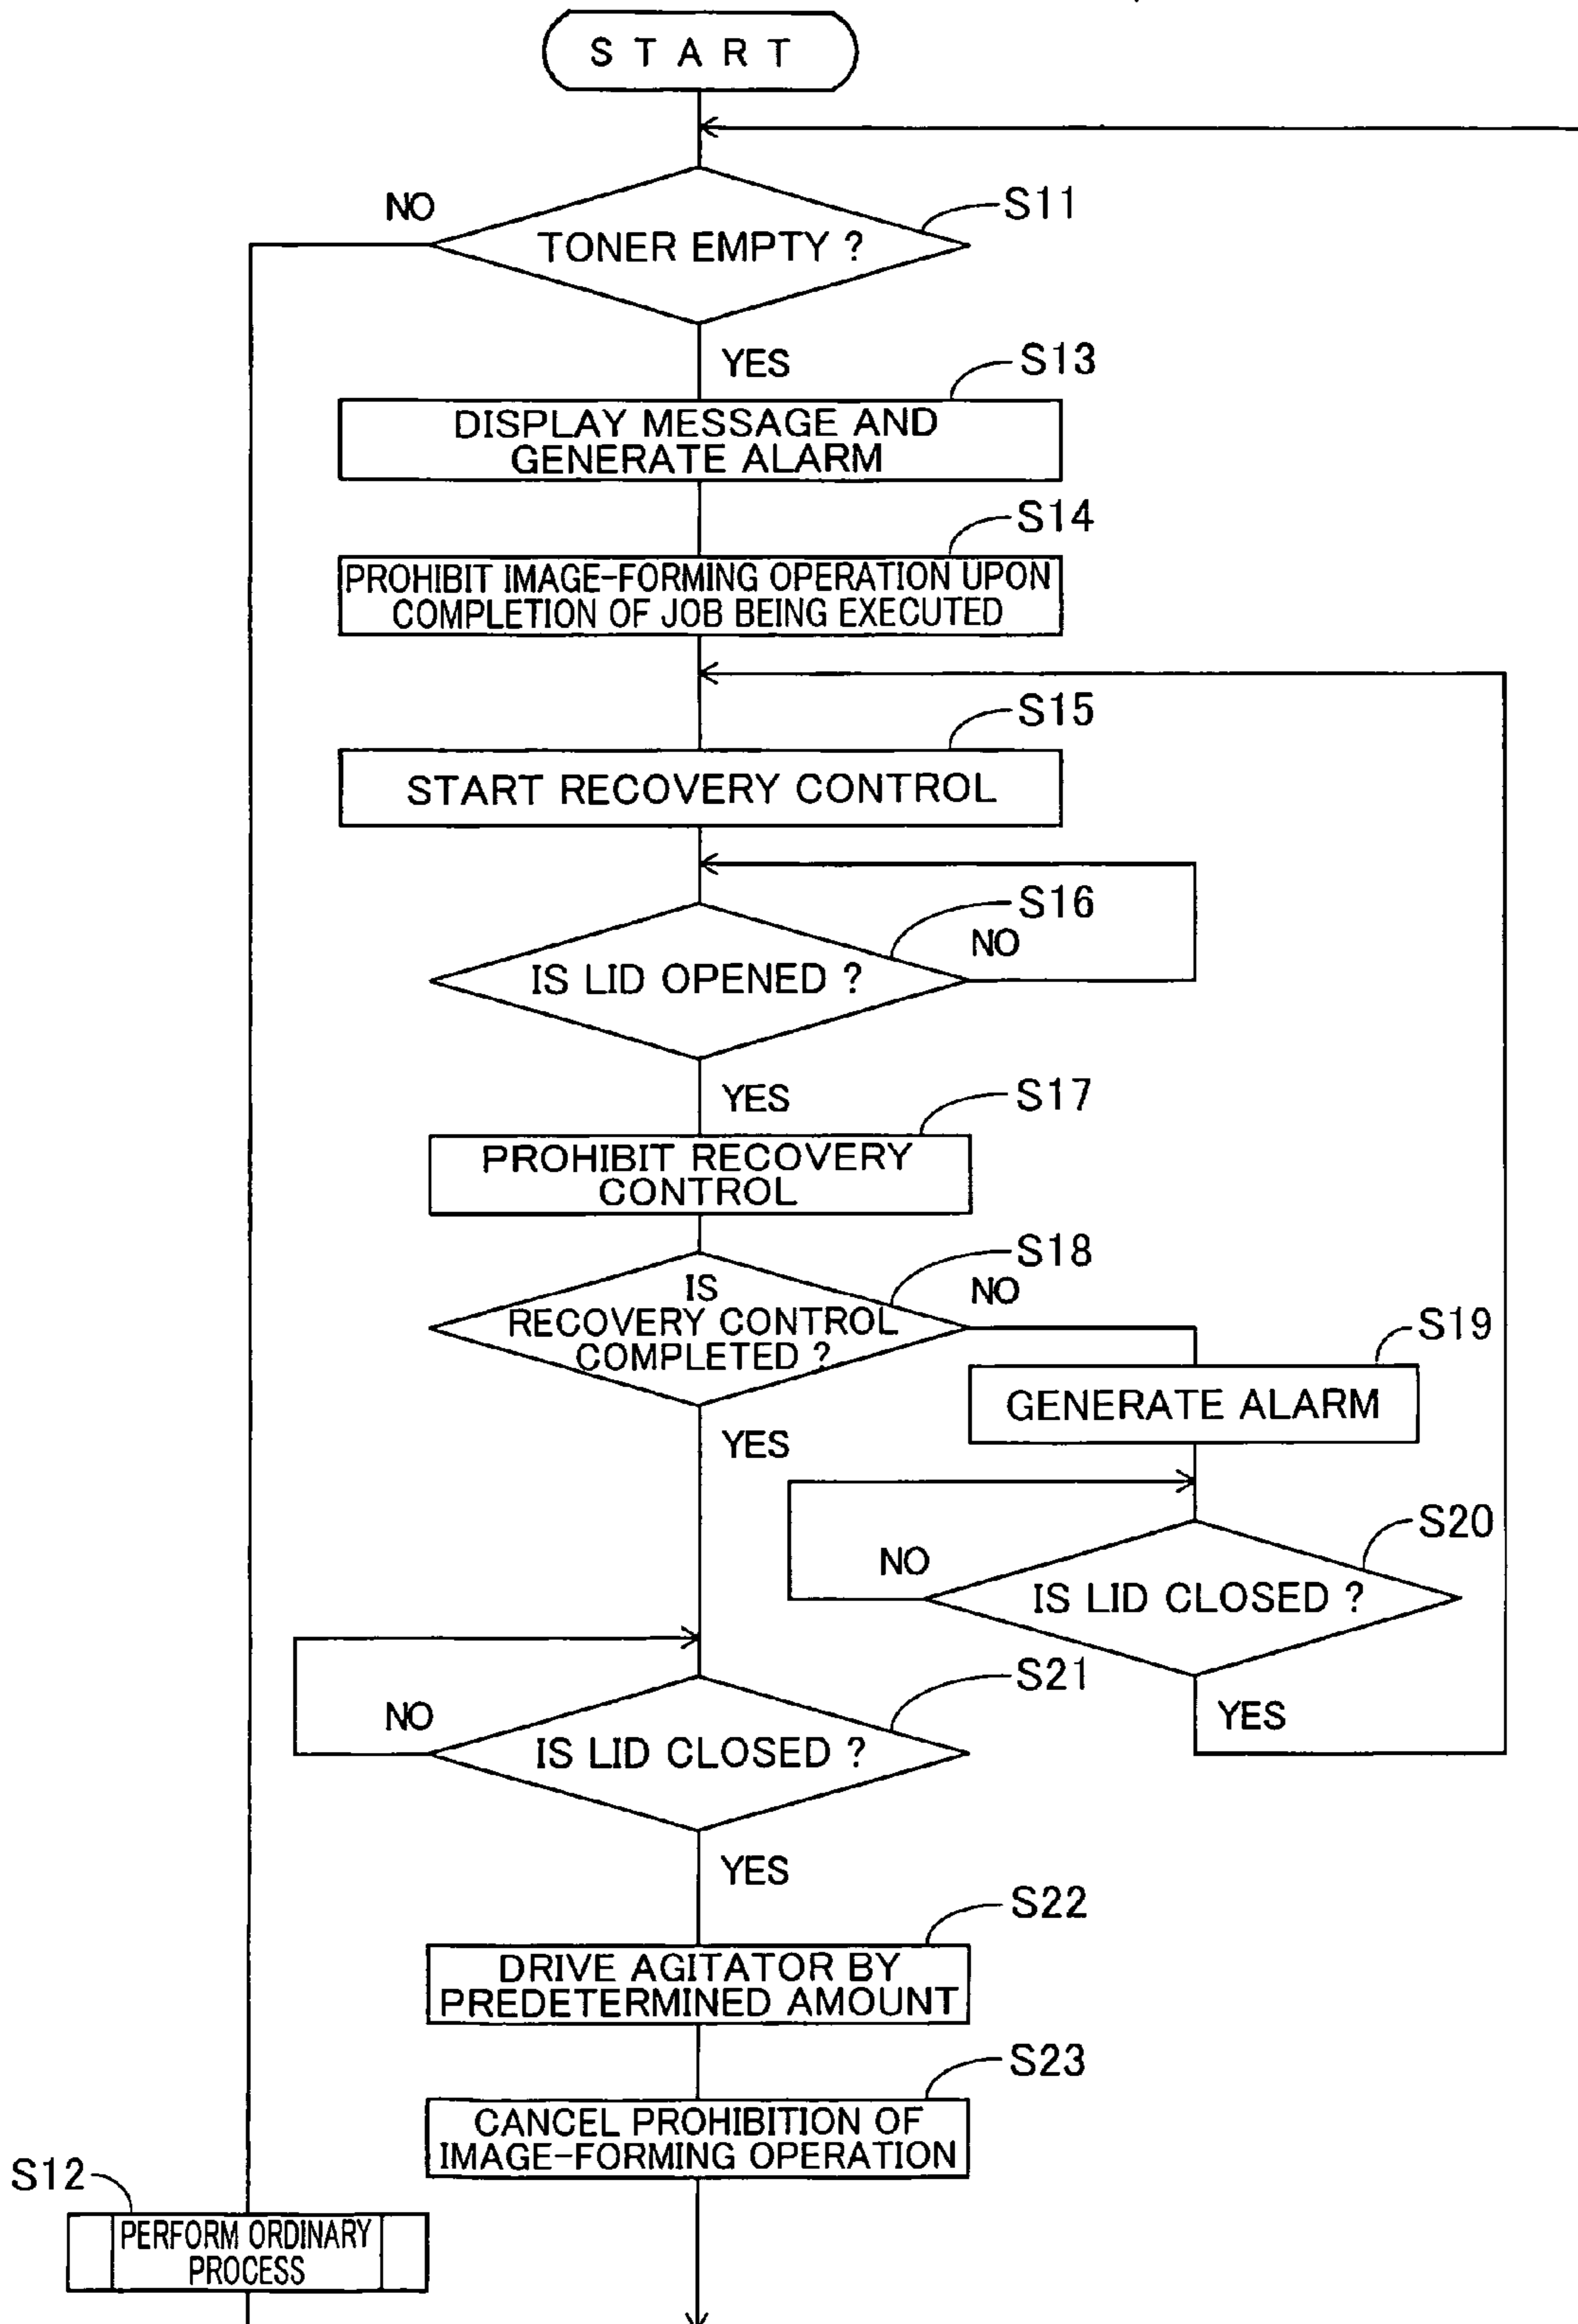 START
NO
S11
TONER EMPTY ?
YES
S13
DISPLAY MESSAGE AND
GENERATE ALARM
S14
PROHIBIT IMAGE-FORMING OPERATION UPON
COMPLETION OF JOB BEING EXECUTED
S15
START RECOVERY CONTROL
S16
NO
IS LID OPENED ?
YES
S17
PROHIBIT RECOVERY
CONTROL
S18
NO
IS
RECOVERY CONTROL
COMPLETED ?
S19
GENERATE ALARM
YES
S20
NO
IS LID CLOSED ?
YES
S21
NO
IS LID CLOSED ?
YES
S22
DRIVE AGITATOR BY
PREDETERMINED AMOUNT
S23
CANCEL PROHIBITION OF
IMAGE-FORMING OPERATION
S12
PERFORM ORDINARY
PROCESS